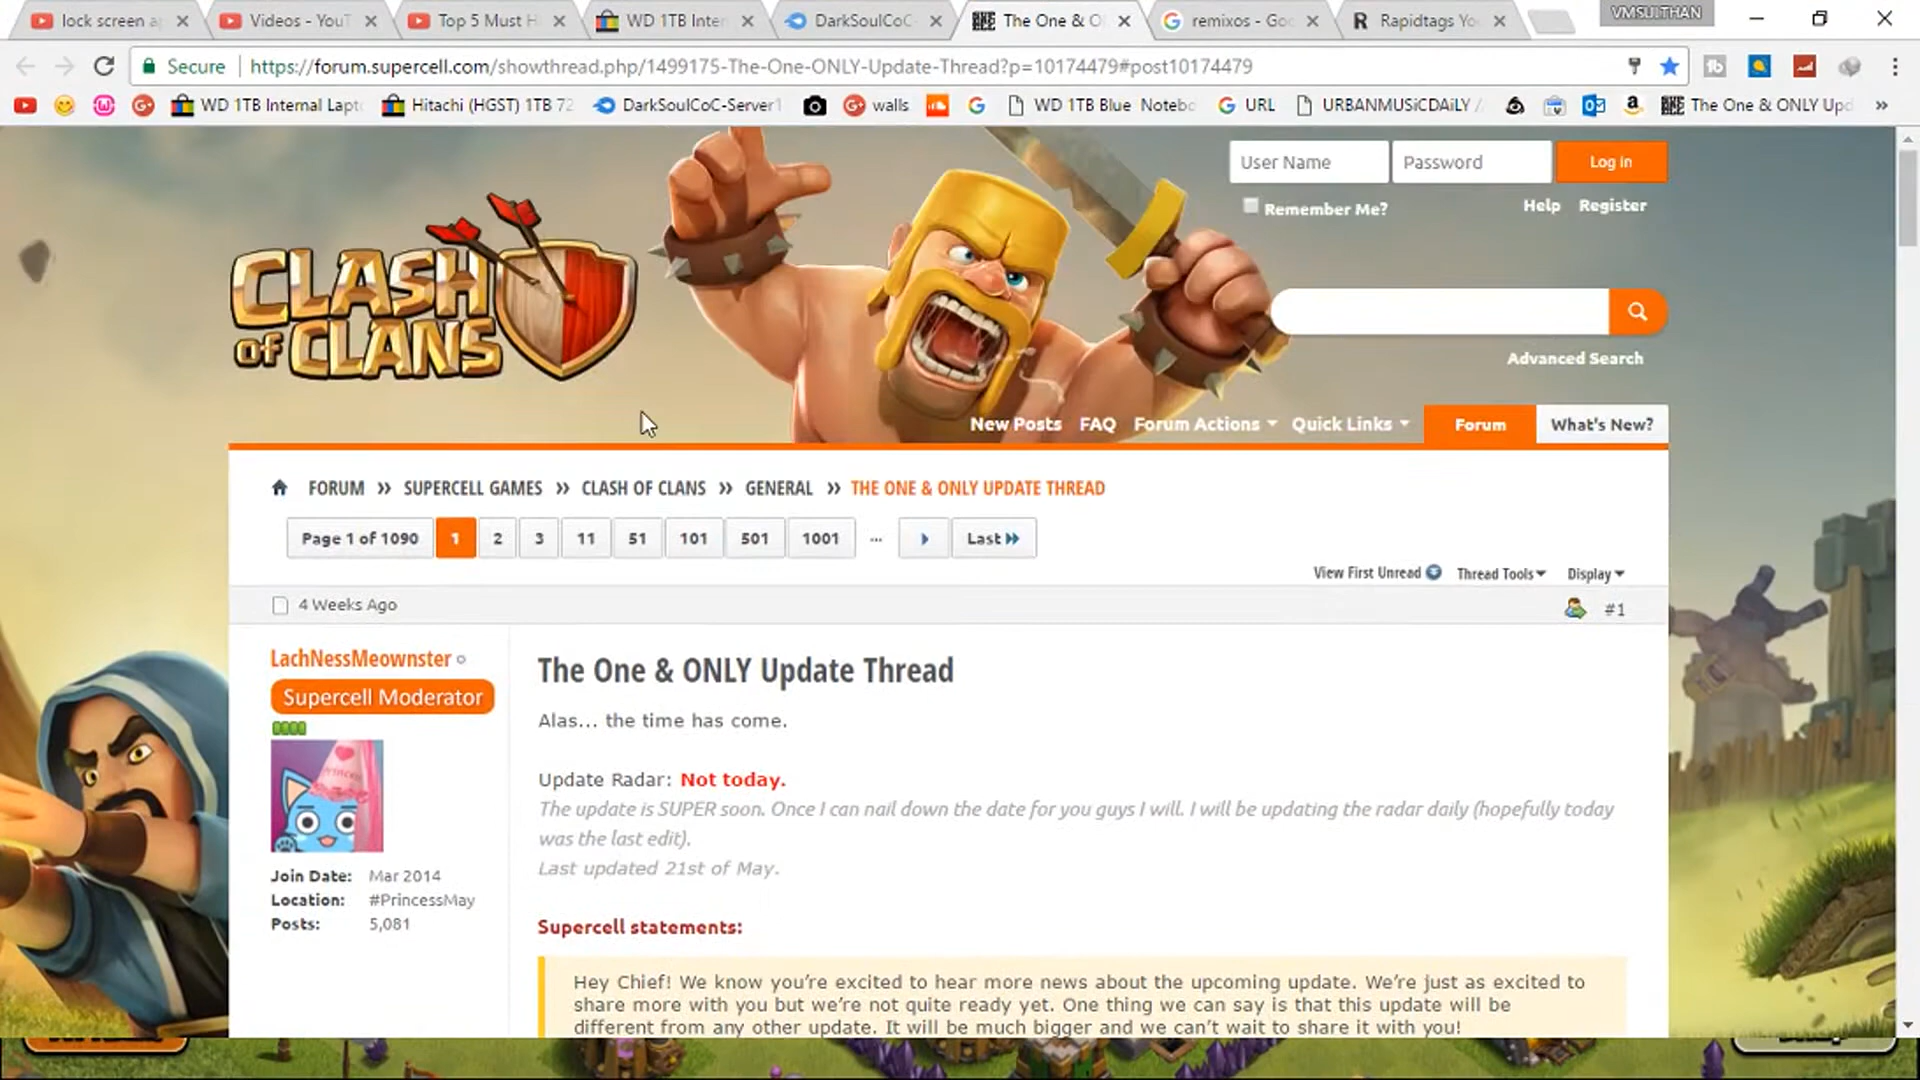 lock screen a
Videos - YouT
Top 5 Must H
WD 1TB Inter
DarkSoulCoC-
The One & O
remixos - Goo
Rapidtags Yo
VMSULTHAN
Secure
https://forum.supercell.com/showthread.php/1499175-The-One-ONLY-Update-Thread?p=10174479#post10174479
WD 1TB Internal Lapt
Hitachi (HGST) 1TB 72
DarkSoulCoC-Server1
walls
WD 1TB Blue Notebo
URL
URBANMUSiCDAiLY /
The One & ONLY Upd
»
CLASH
OF CLANS
User Name
Password
Log in
Remember Me?
Help
Register
Advanced Search
New Posts
FAQ
Forum Actions
Quick Links
Forum
What's New?
FORUM » SUPERCELL GAMES » CLASH OF CLANS » GENERAL » THE ONE & ONLY UPDATE THREAD
Page 1 of 1090
1
2
3
11
51
101
501
1001
...
Last
View First Unread
Thread Tools
Display
4 Weeks Ago
#1
LachNessMeownster
Supercell Moderator
Join Date: Mar 2014
Location: #PrincessMay
Posts: 5,081
The One & ONLY Update Thread
Alas... the time has come.
Update Radar: Not today.
The update is SUPER soon. Once I can nail down the date for you guys I will. I will be updating the radar daily (hopefully today
was the last edit).
Last updated 21st of May.
Supercell statements:
Hey Chief! We know you're excited to hear more news about the upcoming update. We're just as excited to
share more with you but we're not quite ready yet. One thing we can say is that this update will be
different from any other update. It will be much bigger and we can't wait to share it with you!